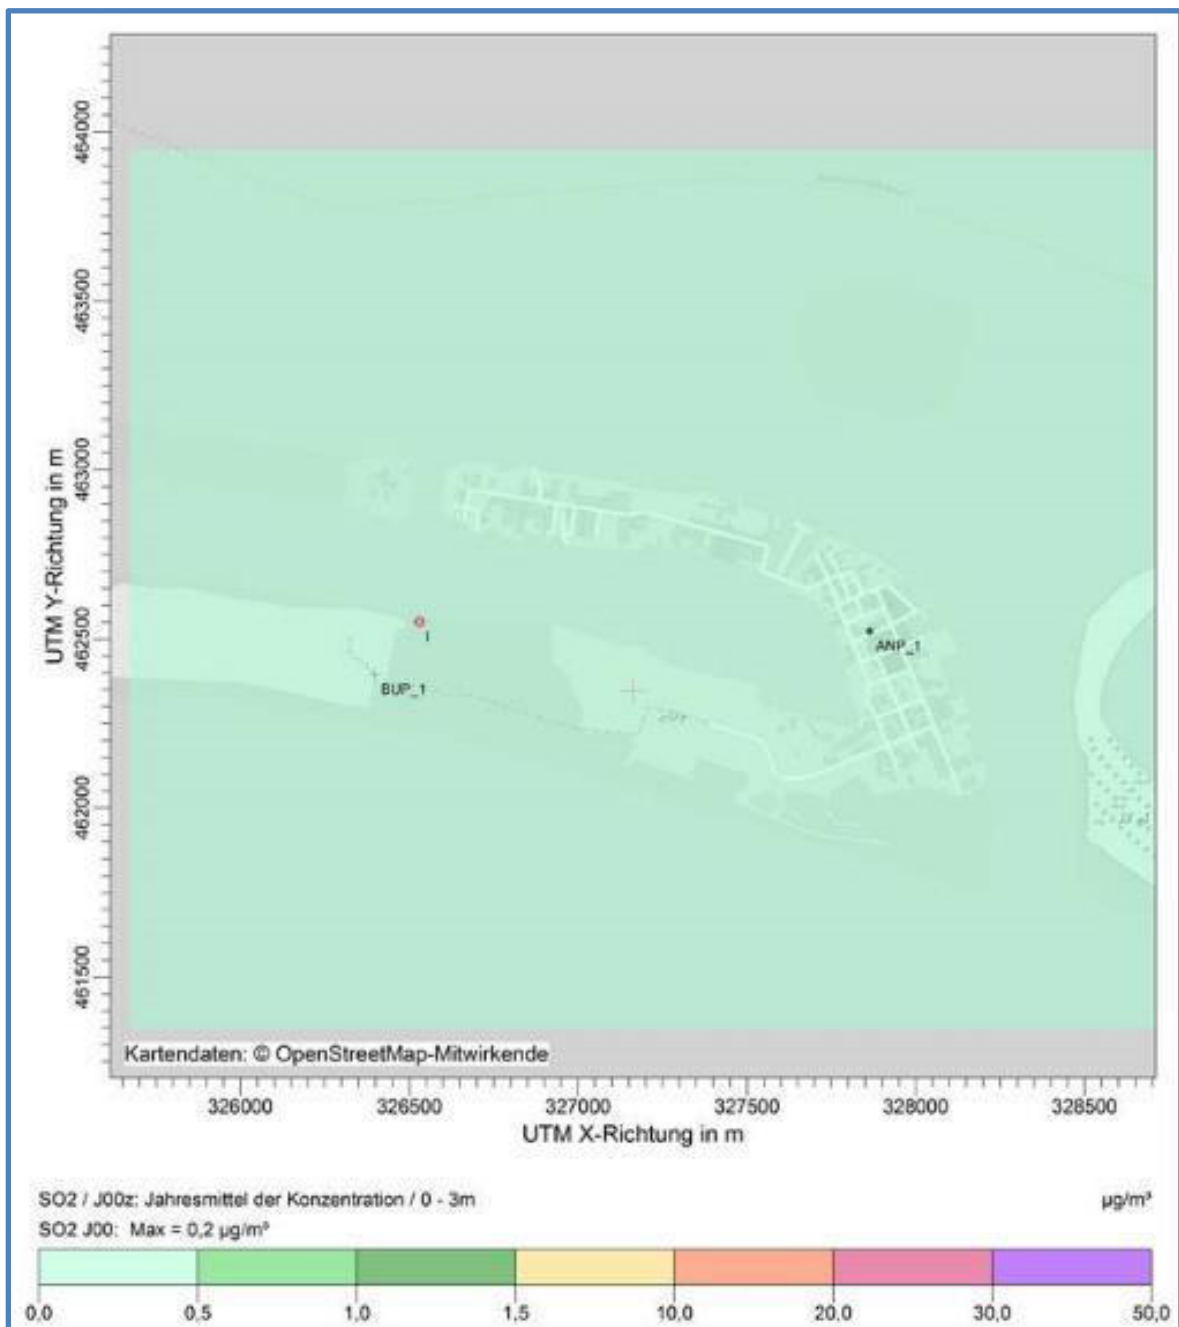 464000
463500
463000
462500
462000
461500
UTM Y-Richtung in m
1
BUP_1
ANP_1
Kartendaten: © OpenStreetMap-Mitwirkende
326000 326500 327000 327500 328000 328500
UTM X-Richtung in m
SO2 / J00z: Jahresmittel der Konzentration / 0 - 3m µg/m³
SO2 J00: Max = 0,2 µg/m³
0,0 0,5 1,0 1,5 10,0 20,0 30,0 50,0